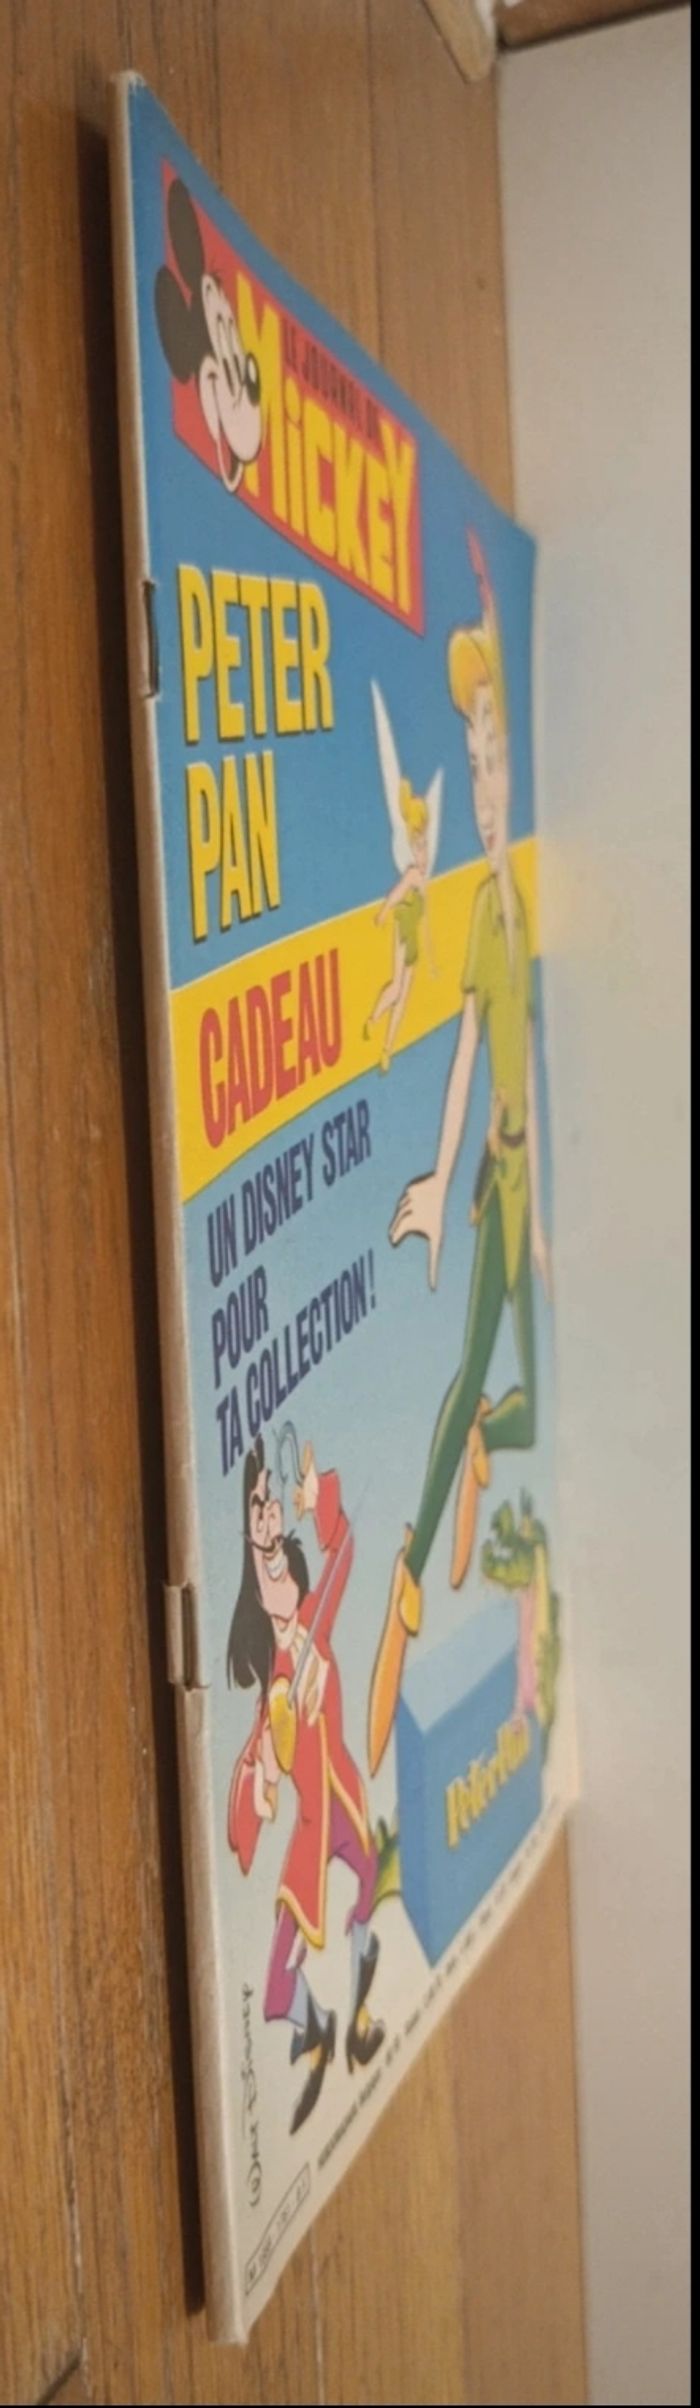 LE JOURNAL DE
MiCKEY
PETER
PAN
CADEAU
UN DISNEY STAR
POUR
TA COLLECTION!
Peter Pan
©Walt Disney